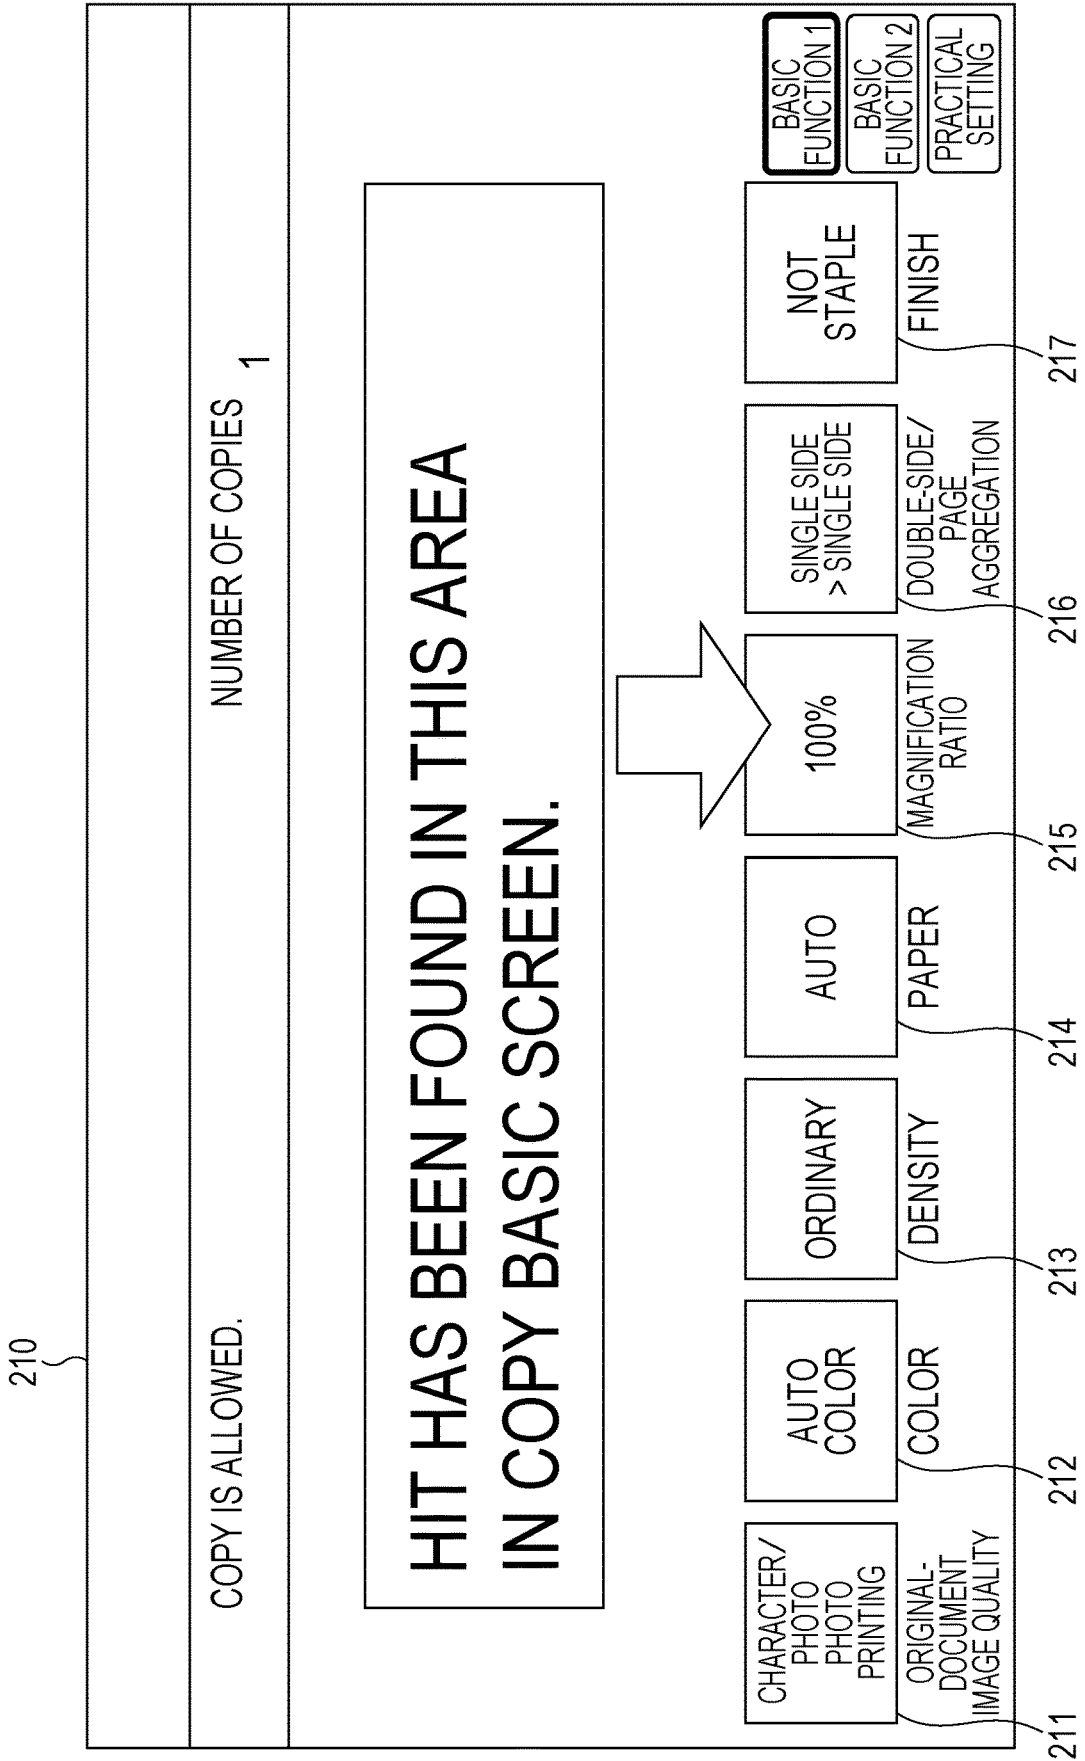 210
COPY IS ALLOWED.
NUMBER OF COPIES
1
HIT HAS BEEN FOUND IN THIS AREA
IN COPY BASIC SCREEN.
CHARACTER/
PHOTO
PHOTO
PRINTING
ORIGINAL-
DOCUMENT
IMAGE QUALITY
211
AUTO
COLOR
COLOR
212
ORDINARY
DENSITY
213
AUTO
PAPER
214
100%
MAGNIFICATION
RATIO
215
SINGLE SIDE
> SINGLE SIDE
DOUBLE-SIDE/
PAGE
AGGREGATION
216
NOT
STAPLE
FINISH
217
BASIC
FUNCTION 1
BASIC
FUNCTION 2
PRACTICAL
SETTING